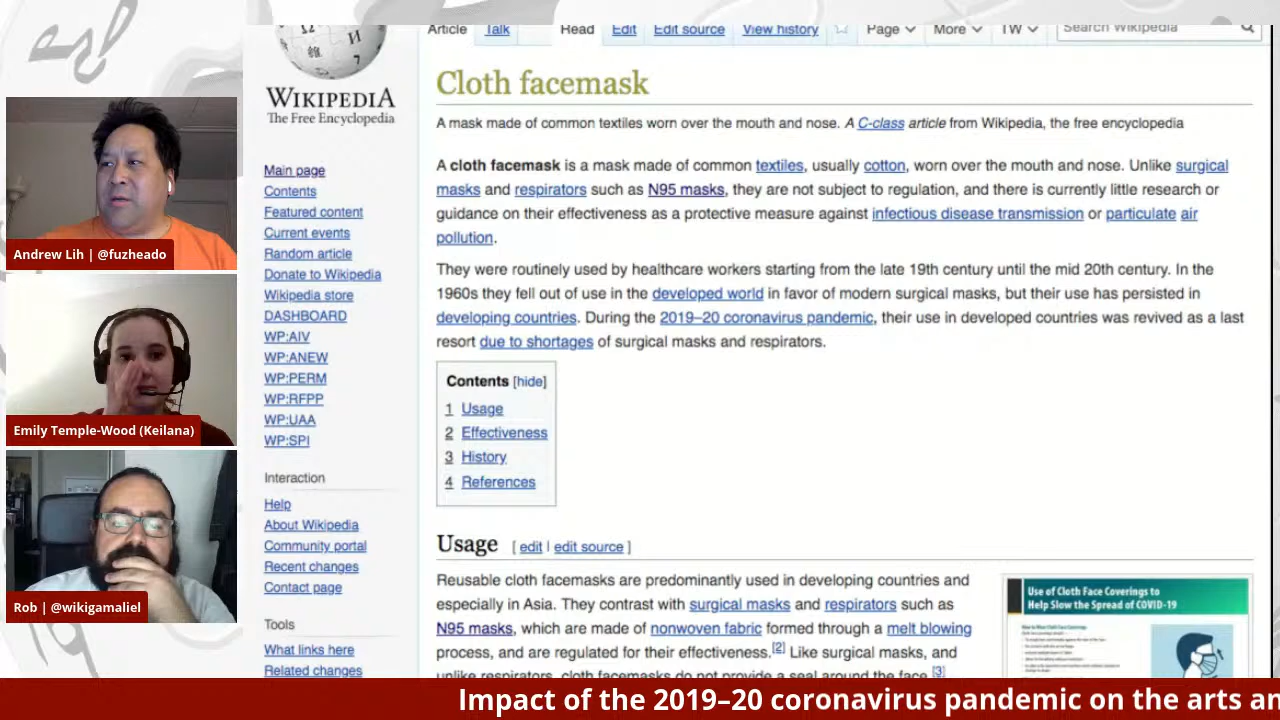 Article Talk Read Edit Edit source View history Page More TW Search Wikipedia
WIKIPEDIA
The Free Encyclopedia
Main page
Contents
Featured content
Current events
Random article
Donate to Wikipedia
Wikipedia store
DASHBOARD
WP:AIV
WP:ANEW
WP:PERM
WP:RFPP
WP:UAA
WP:SPI
Interaction
Help
About Wikipedia
Community portal
Recent changes
Contact page
Tools
What links here
Related changes
Cloth facemask
A mask made of common textiles worn over the mouth and nose. A C-class article from Wikipedia, the free encyclopedia
A cloth facemask is a mask made of common textiles, usually cotton, worn over the mouth and nose. Unlike surgical
masks and respirators such as N95 masks, they are not subject to regulation, and there is currently little research or
guidance on their effectiveness as a protective measure against infectious disease transmission or particulate air
pollution.
They were routinely used by healthcare workers starting from the late 19th century until the mid 20th century. In the
1960s they fell out of use in the developed world in favor of modern surgical masks, but their use has persisted in
developing countries. During the 2019–20 coronavirus pandemic, their use in developed countries was revived as a last
resort due to shortages of surgical masks and respirators.
Contents [hide]
1 Usage
2 Effectiveness
3 History
4 References
Usage [ edit | edit source ]
Reusable cloth facemasks are predominantly used in developing countries and
especially in Asia. They contrast with surgical masks and respirators such as
N95 masks, which are made of nonwoven fabric formed through a melt blowing
process, and are regulated for their effectiveness.[2] Like surgical masks, and
unlike respirators, cloth facemasks do not provide a seal around the face.[3]
Use of Cloth Face Coverings to
Help Slow the Spread of COVID-19
Andrew Lih | @fuzheado
Emily Temple-Wood (Keilana)
Rob | @wikigamaliel
Impact of the 2019–20 coronavirus pandemic on the arts an